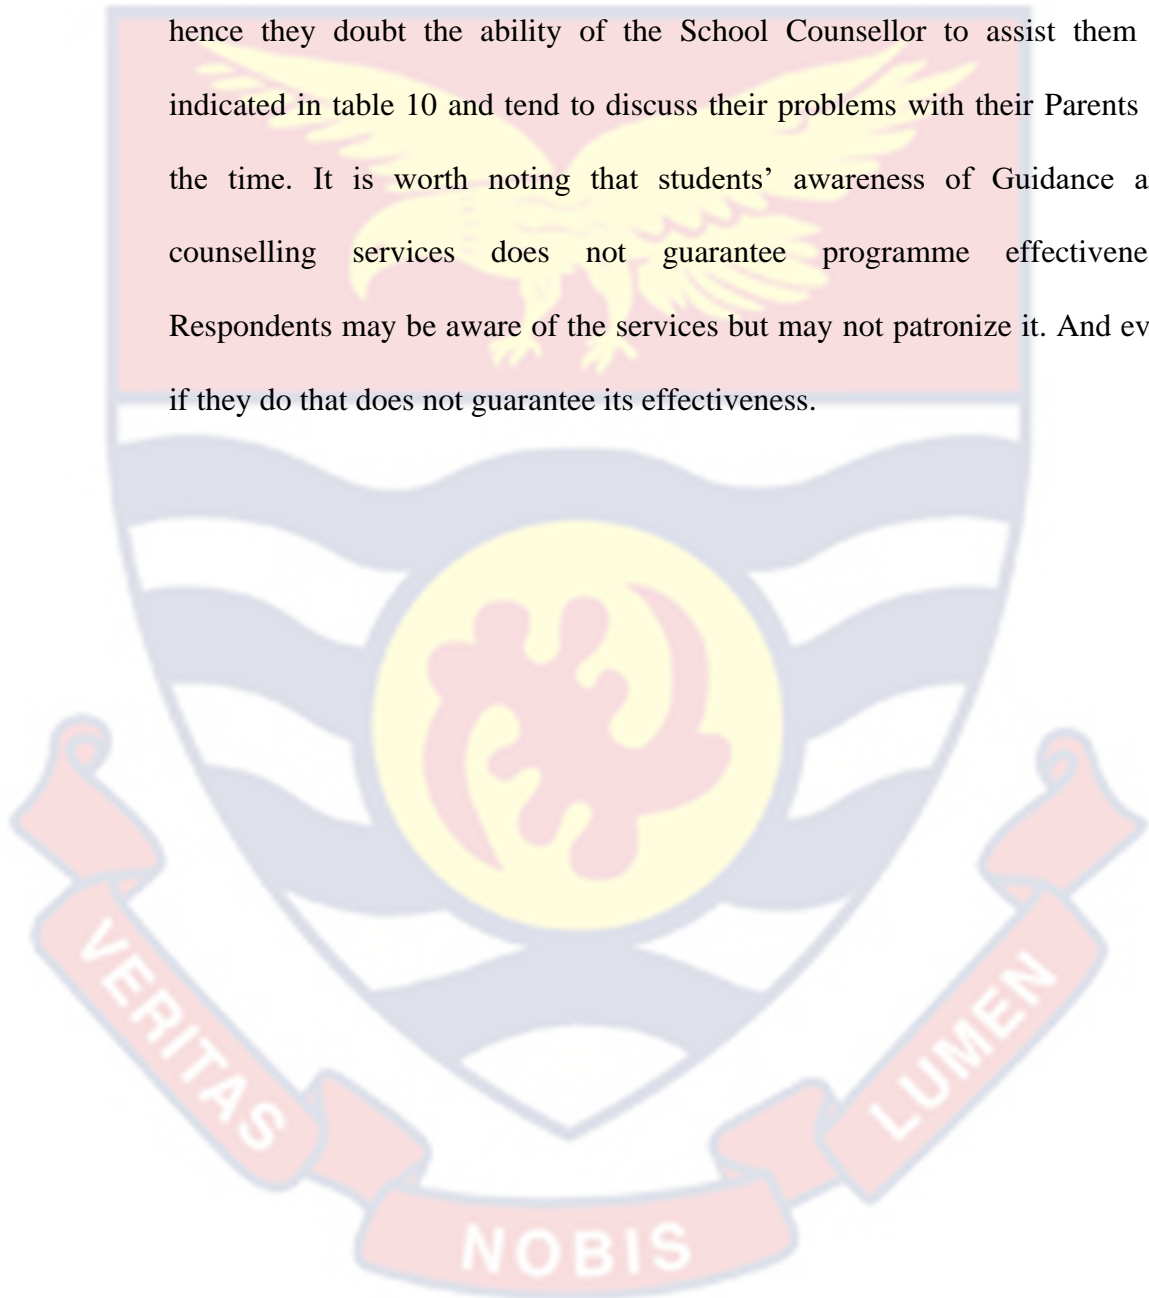 hence they doubt the ability of the School Counsellor to assist them
indicated in table 10 and tend to discuss their problems with their Parents
the time. It is worth noting that students’ awareness of Guidance a
counselling services does not guarantee programme effectivene
Respondents may be aware of the services but may not patronize it. And ev
if they do that does not guarantee its effectiveness.
VERITAS
NOBIS
LUMEN